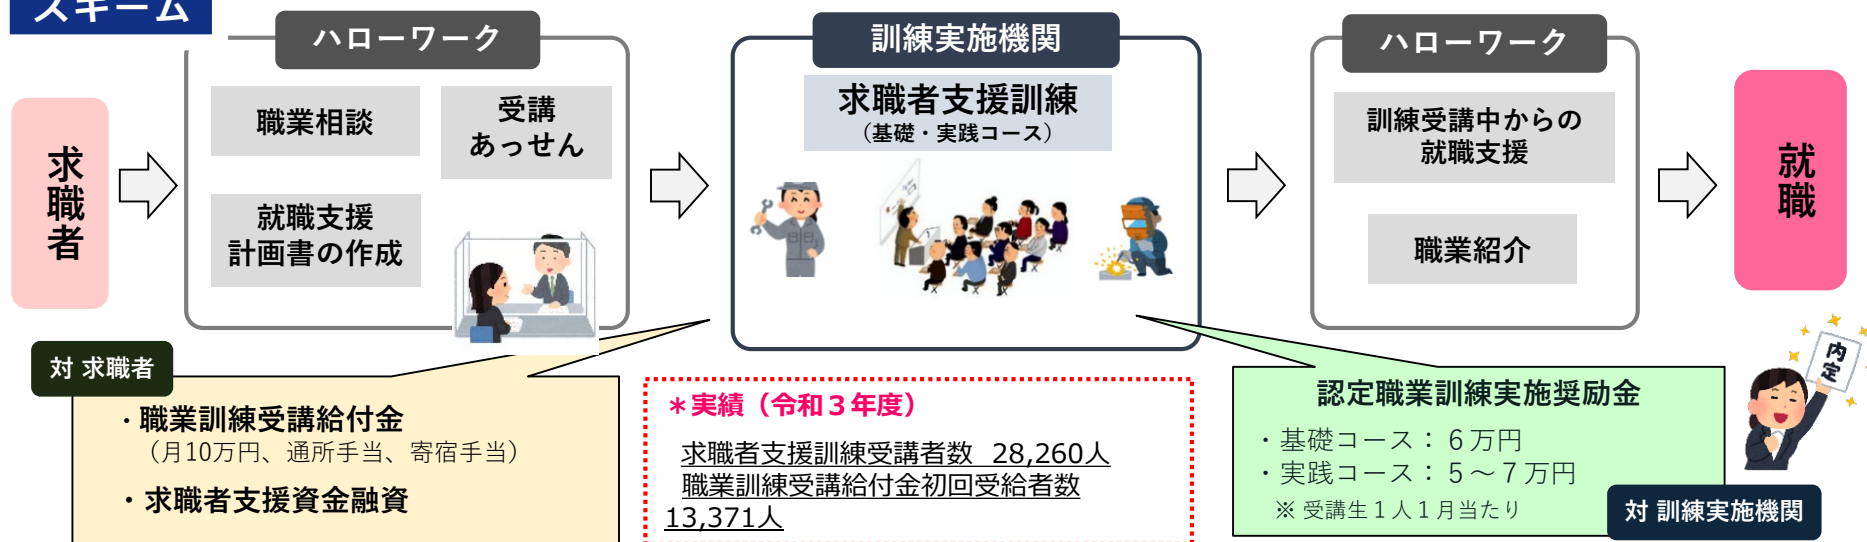 スキーム
求職者
ハローワーク
職業相談
受講
あっせん
就職支援
計画書の作成
訓練実施機関
求職者支援訓練
（基礎・実践コース）
ハローワーク
訓練受講中からの
就職支援
職業紹介
就職
対 求職者
・職業訓練受講給付金
（月10万円、通所手当、寄宿手当）
・求職者支援資金融資
＊実績（令和３年度）
求職者支援訓練受講者数 28,260人
職業訓練受講給付金初回受給者数
13,371人
認定職業訓練実施奨励金
・基礎コース：６万円
・実践コース：５～７万円
※ 受講生１人１月当たり
対 訓練実施機関
内定